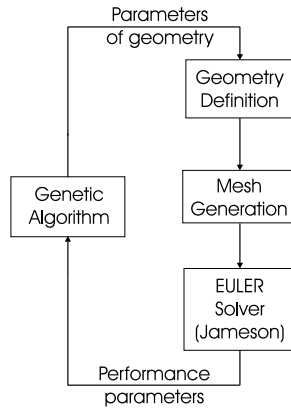 Parameters
of geometry
Geometry
Definition
Mesh
Generation
Genetic
Algorithm
EULER
Solver
(Jameson)
Performance
parameters